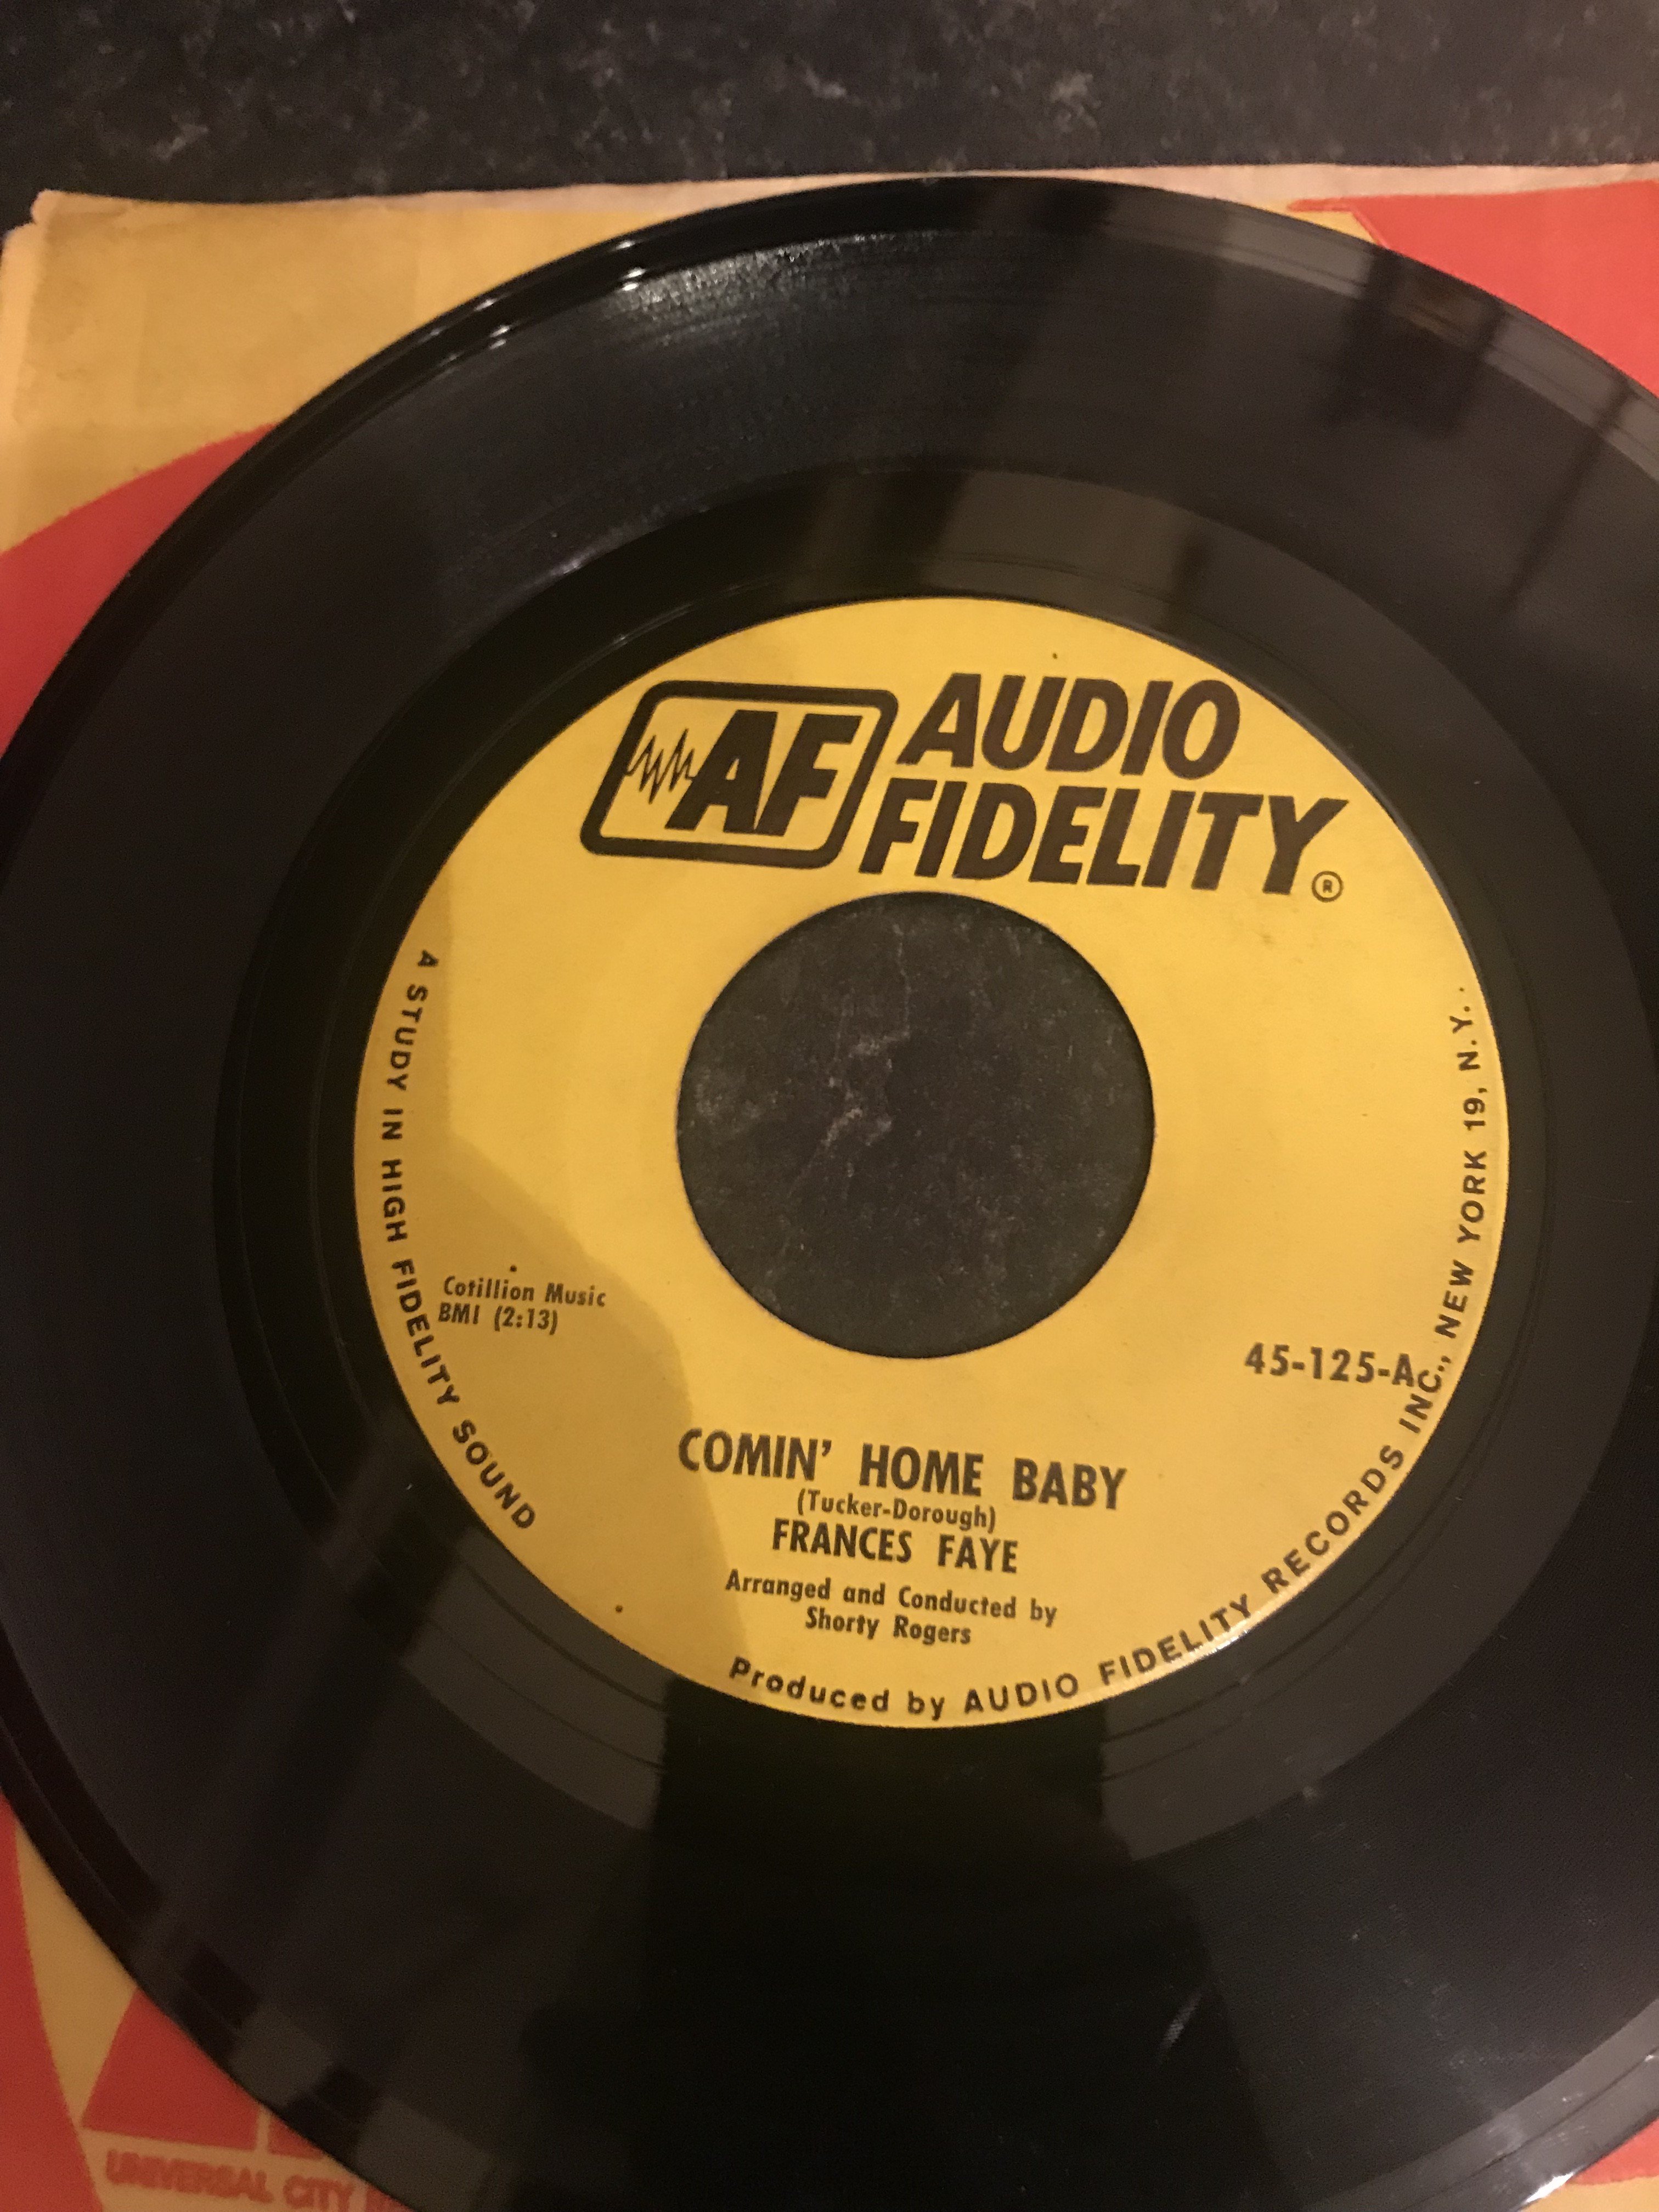 AF AUDIO
FIDELITY ®
A STUDY IN HIGH FIDELITY SOUND
Cotillion Music
BMI (2:13)
45-125-A
COMIN' HOME BABY
(Tucker-Dorough)
FRANCES FAYE
Arranged and Conducted by
Shorty Rogers
Produced by AUDIO FIDELITY RECORDS INC., NEW YORK 19, N.Y.
UNIVERSAL CITY